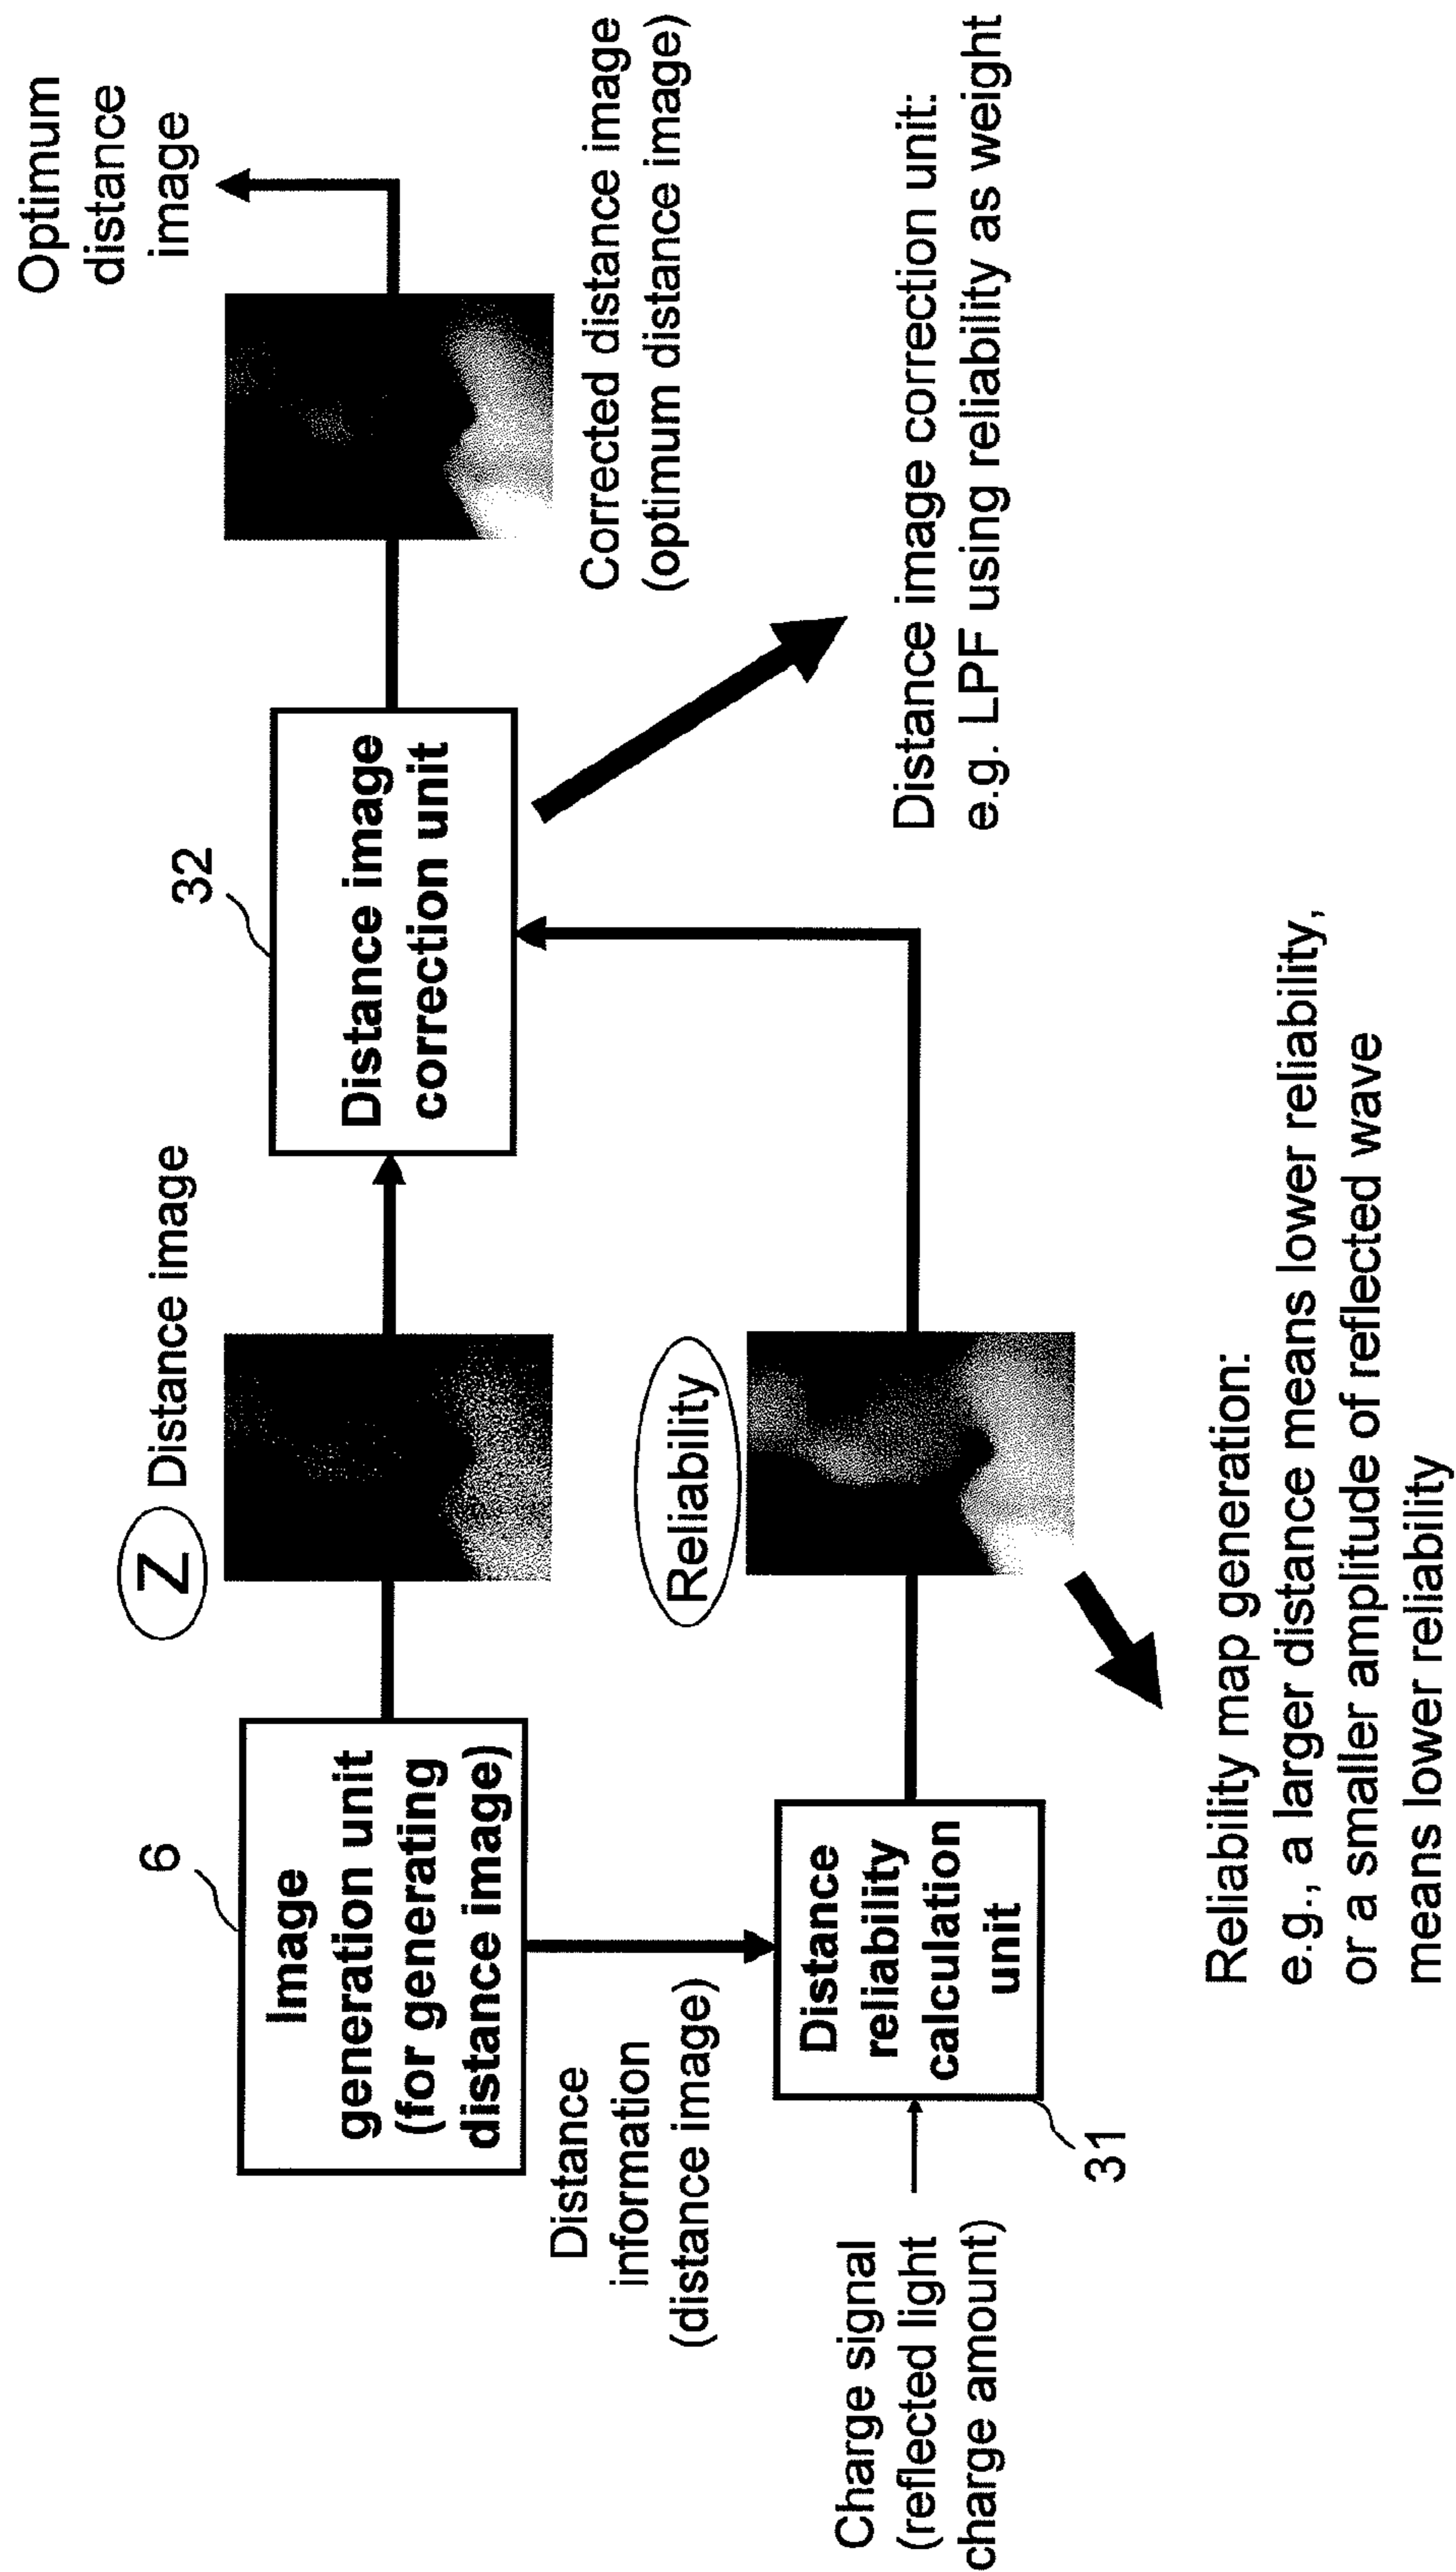 6
Image
generation unit
(for generating
distance image)
Z
Distance image
32
Distance image
correction unit
Optimum
distance
image
Corrected distance image
(optimum distance image)
Distance
information
(distance image)
Reliability
Distance image correction unit:
e.g. LPF using reliability as weight
Charge signal
(reflected light
charge amount)
Distance
reliability
calculation
unit
31
Reliability map generation:
e.g., a larger distance means lower reliability,
or a smaller amplitude of reflected wave
means lower reliability